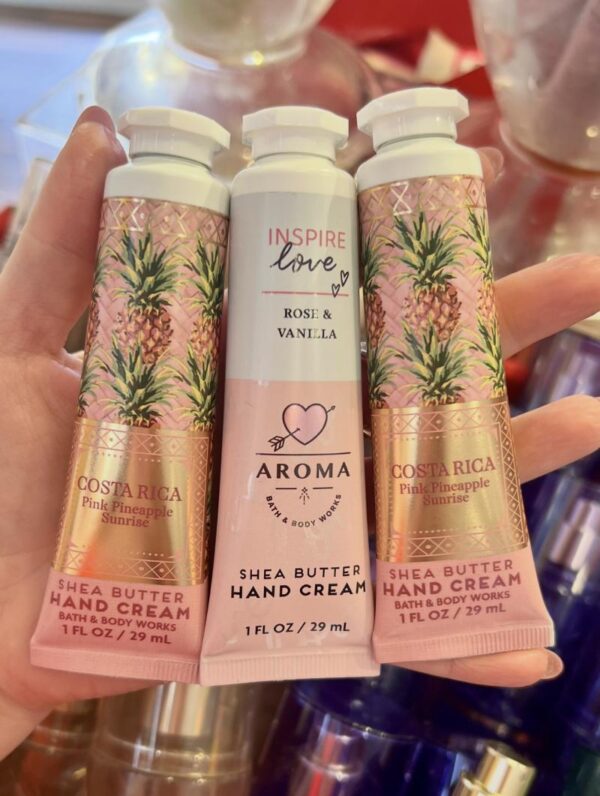 COSTA RICA
Pink Pineapple
Sunrise
SHEA BUTTER
HAND CREAM
BATH & BODY WORKS
1 FL OZ / 29 mL
INSPIRE
love
ROSE &
VANILLA
AROMA
BATH & BODY WORKS
SHEA BUTTER
HAND CREAM
1 FL OZ / 29 mL
COSTA RICA
Pink Pineapple
Sunrise
SHEA BUTTER
HAND CREAM
BATH & BODY WORKS
1 FL OZ / 29 mL